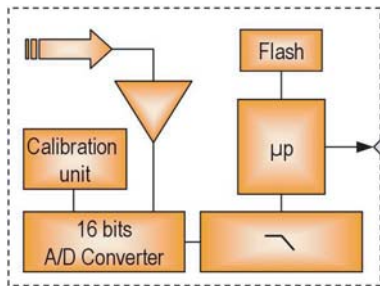 Flash
Calibration
unit
µp
16 bits
A/D Converter